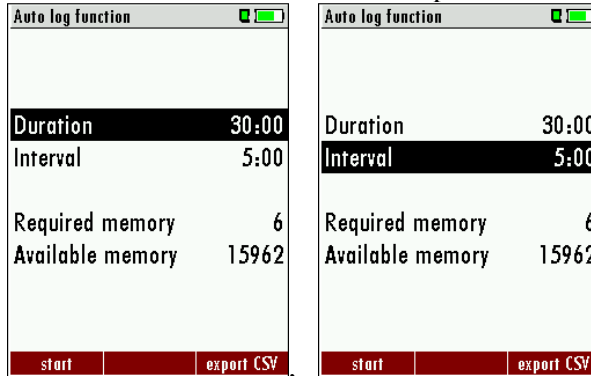 Auto log function
Duration 30:00
Interval 5:00
Required memory 6
Available memory 15962
start export CSV
Auto log function
Duration 30:00
Interval 5:00
Required memory 6
Available memory 15962
start export CSV